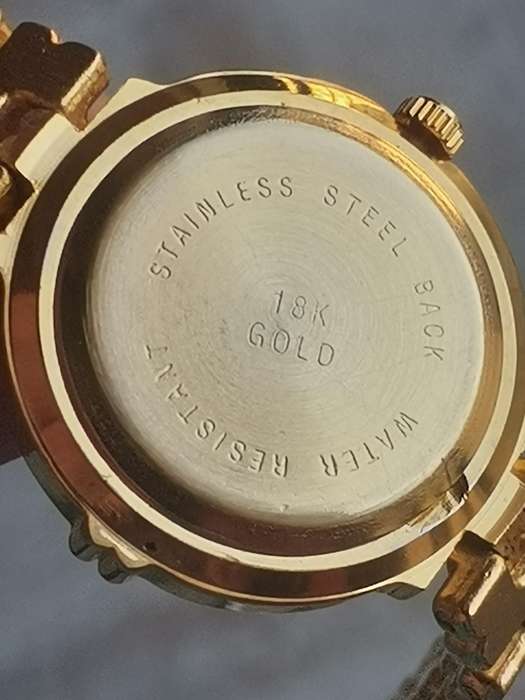 STAINLESS STEEL BACK
18K
GOLD
WATER RESISTANT